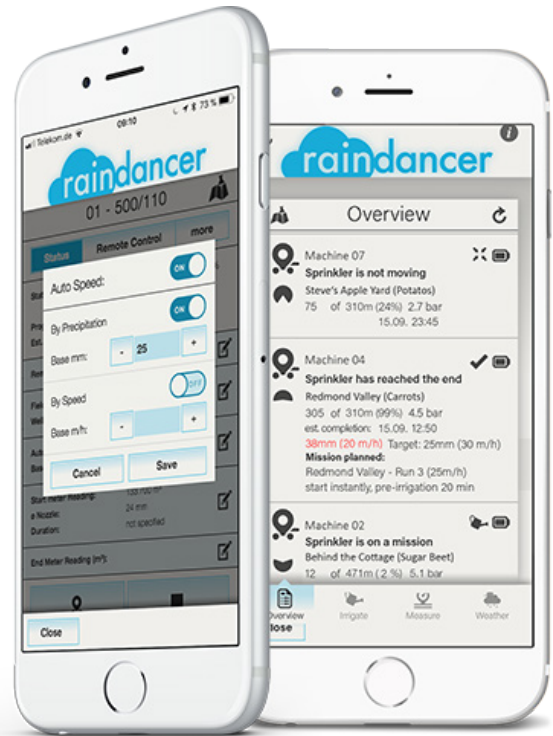 Telekom.de
09:10
73 %
raindancer
01 - 500/110
Status
Remote Control
more
Auto Speed:
ON
By Precipitation
ON
Base mm:
-
25
+
By Speed
OFF
Base m/h:
-
+
Cancel
Save
Start meter Reading:
133.700 m³
e Nozzle:
24 mm
Duration:
not specified
End Meter Reading (m³):
Close
i
raindancer
Overview
Machine 07
Sprinkler is not moving
Steve's Apple Yard (Potatos)
75 of 310m (24%) 2.7 bar
15.09. 23:45
Machine 04
Sprinkler has reached the end
Redmond Valley (Carrots)
305 of 310m (99%) 4.5 bar
est. completion: 15.09. 12:50
38mm (20 m/h) Target: 25mm (30 m/h)
Mission planned:
Redmond Valley - Run 3 (25m/h)
start instantly, pre-irrigation 20 min
Machine 02
Sprinkler is on a mission
Behind the Cottage (Sugar Beet)
12 of 471m ( 2 %) 5.1 bar
Overview
Irrigate
Measure
Weather
lose